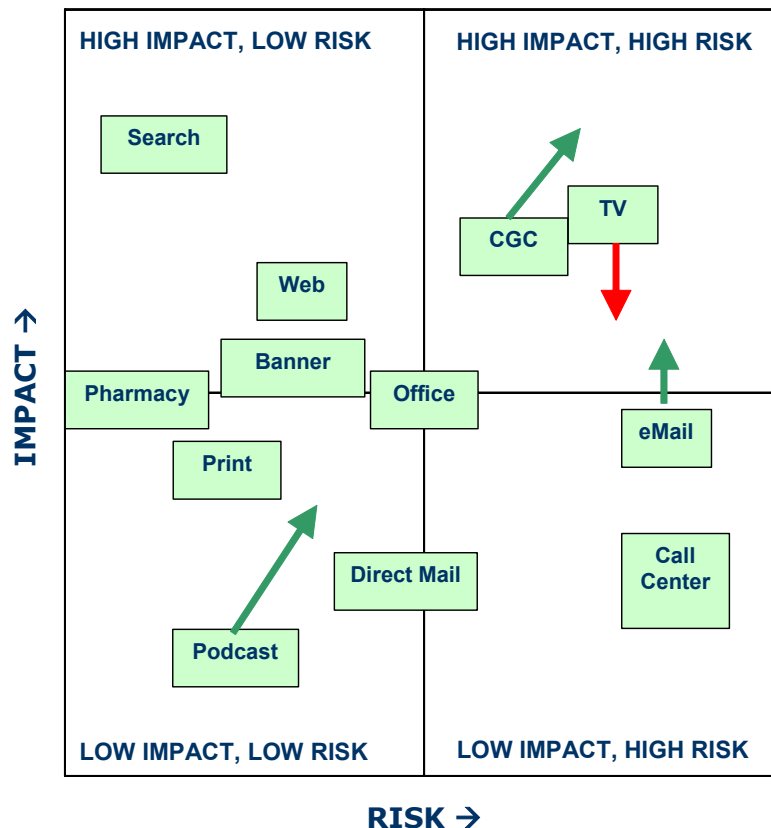 HIGH IMPACT, LOW RISK
HIGH IMPACT, HIGH RISK
Search
TV
CGC
Web
Banner
Pharmacy
Office
eMail
Print
Direct Mail
Call
Center
Podcast
LOW IMPACT, LOW RISK
LOW IMPACT, HIGH RISK
IMPACT →
RISK →